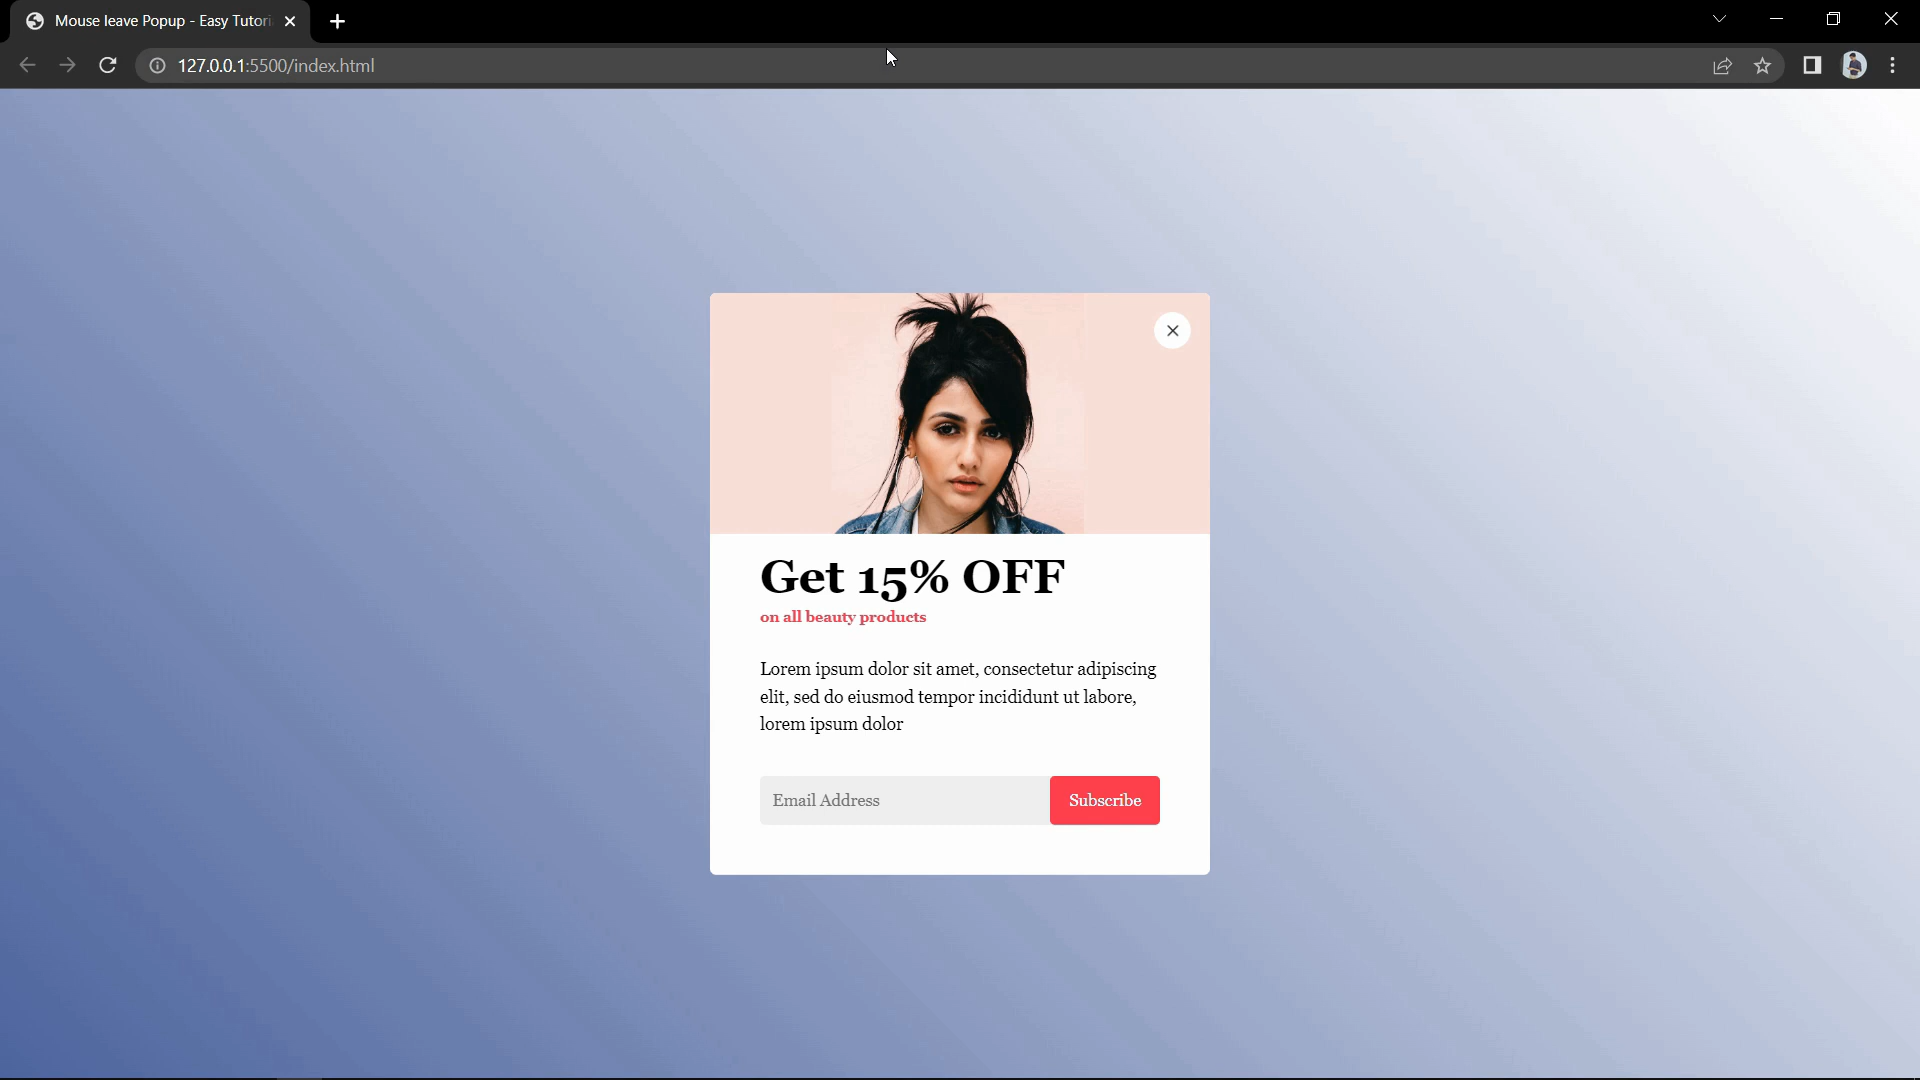 Mouse leave Popup - Easy Tutori
127.0.0.1:5500/index.html
Get 15% OFF
on all beauty products
Lorem ipsum dolor sit amet, consectetur adipiscing
elit, sed do eiusmod tempor incididunt ut labore,
lorem ipsum dolor
Email Address
Subscribe